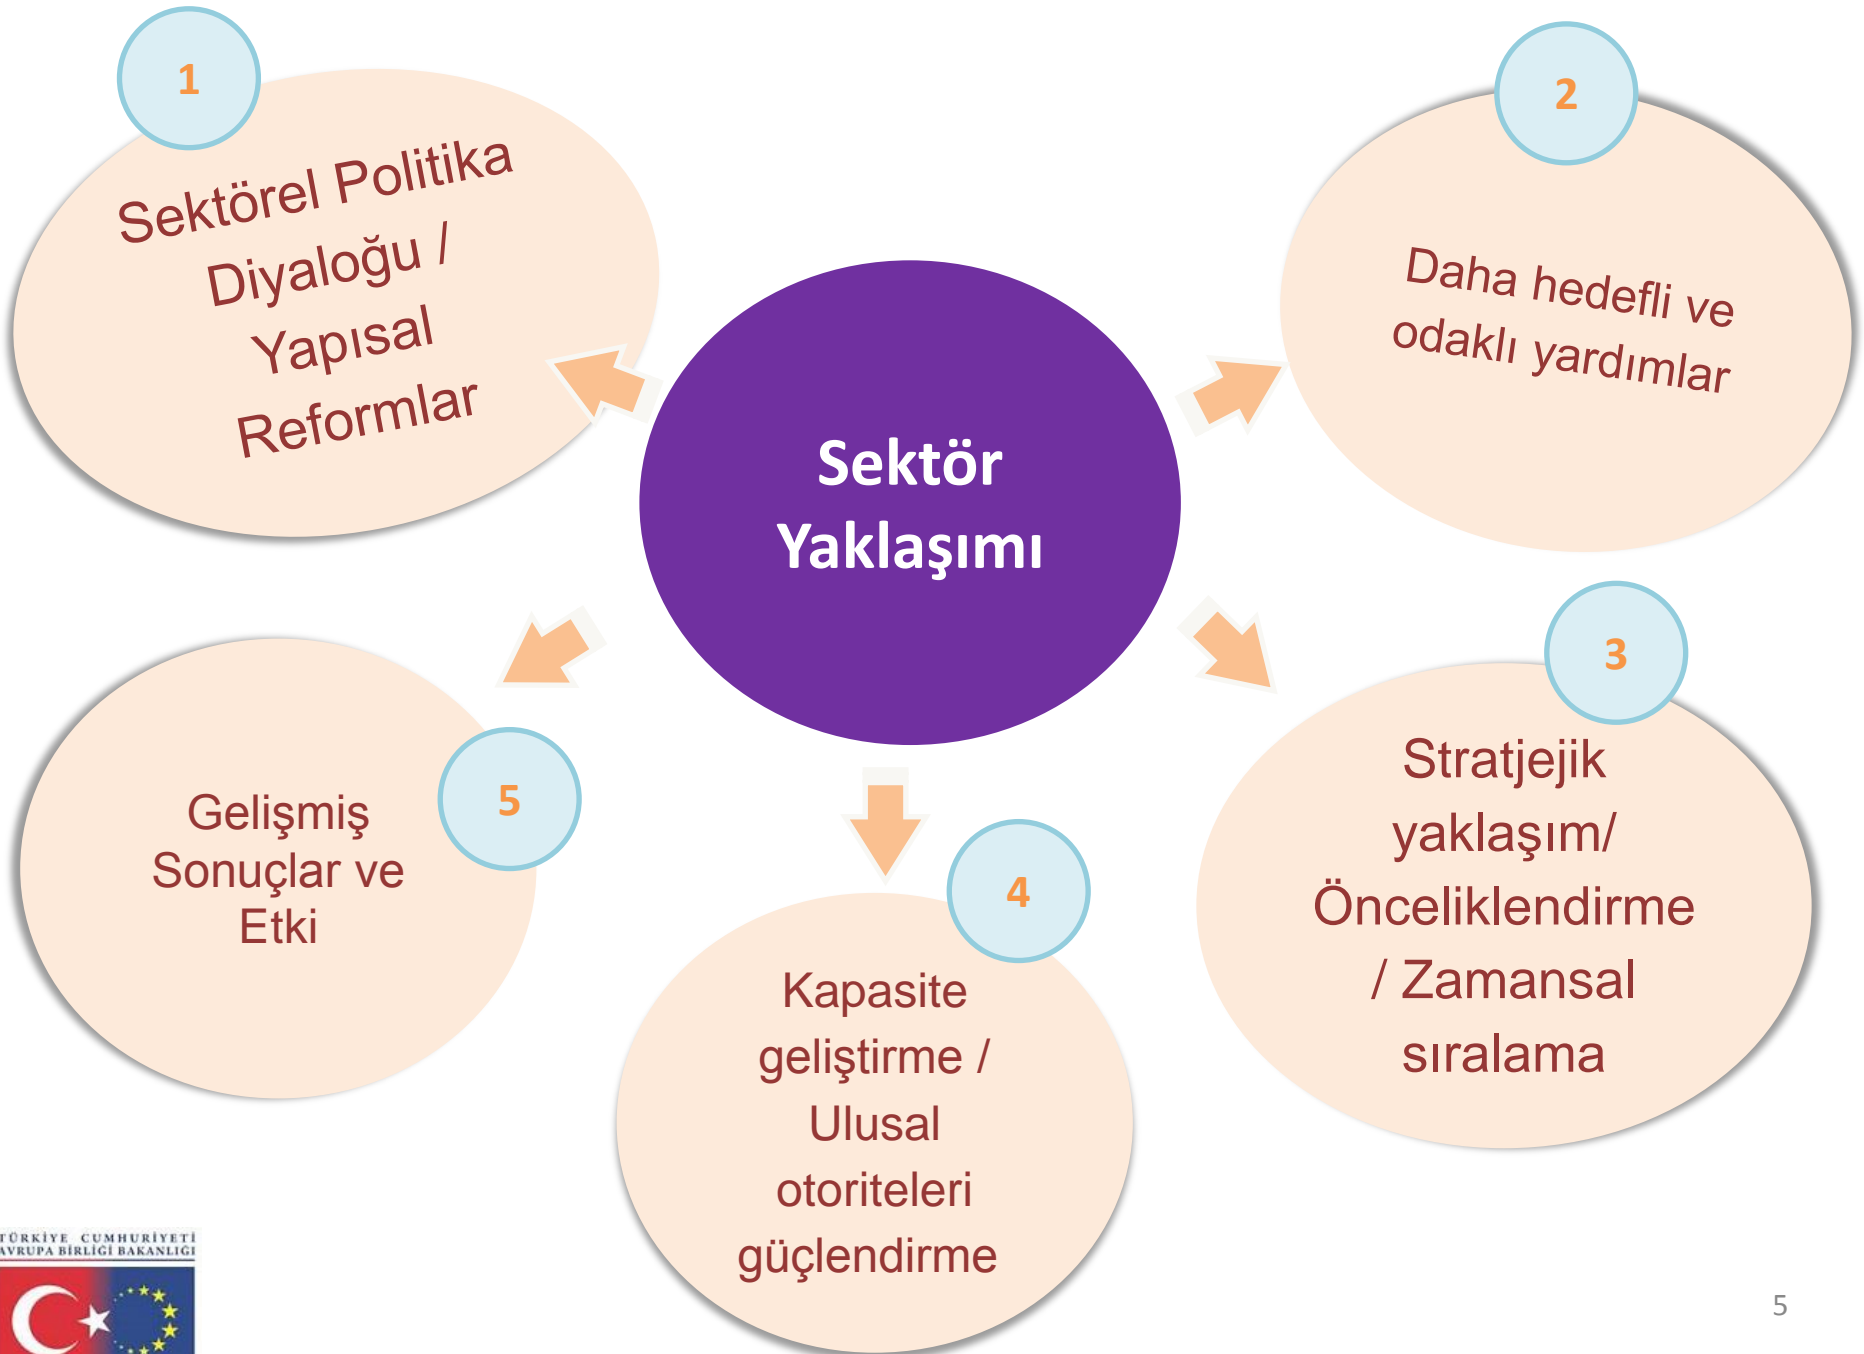 1
Sektörel Politika
Diyaloğu /
Yapısal
Reformlar
2
Daha hedefli ve
odaklı yardımlar
Sektör
Yaklaşımı
3
Stratjejik
yaklaşım/
Önceliklendirme
/ Zamansal
sıralama
4
Kapasite
geliştirme /
Ulusal
otoriteleri
güçlendirme
5
Gelişmiş
Sonuçlar ve
Etki
TÜRKİYE CUMHURİYETİ
AVRUPA BİRLİĞİ BAKANLIĞI
5